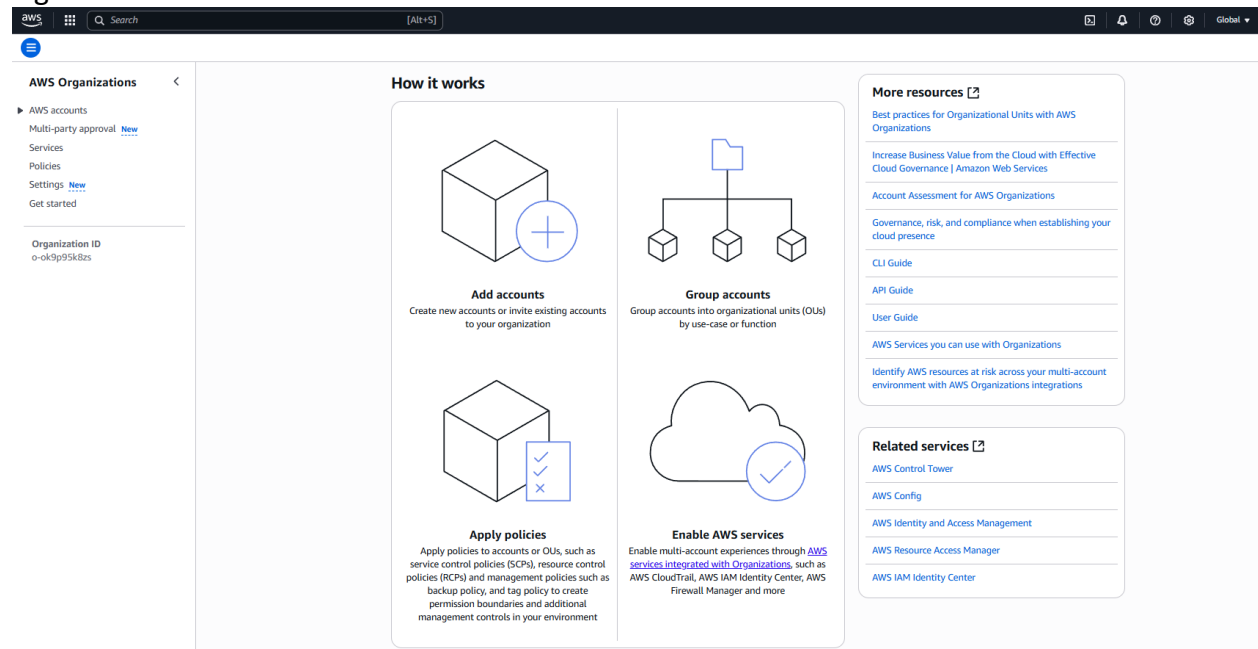 aws
Search
[Alt+S]
Global
AWS Organizations
AWS accounts
Multi-party approval New
Services
Policies
Settings New
Get started
Organization ID
o-ok9p95k8zs
How it works
Add accounts
Create new accounts or invite existing accounts
to your organization
Group accounts
Group accounts into organizational units (OUs)
by use-case or function
Apply policies
Apply policies to accounts or OUs, such as
service control policies (SCPs), resource control
policies (RCPs) and management policies such as
backup policy, and tag policy to create
permission boundaries and additional
management controls in your environment
Enable AWS services
Enable multi-account experiences through AWS
services integrated with Organizations, such as
AWS CloudTrail, AWS IAM Identity Center, AWS
Firewall Manager and more
More resources
Best practices for Organizational Units with AWS
Organizations
Increase Business Value from the Cloud with Effective
Cloud Governance | Amazon Web Services
Account Assessment for AWS Organizations
Governance, risk, and compliance when establishing your
cloud presence
CLI Guide
API Guide
User Guide
AWS Services you can use with Organizations
Identify AWS resources at risk across your multi-account
environment with AWS Organizations integrations
Related services
AWS Control Tower
AWS Config
AWS Identity and Access Management
AWS Resource Access Manager
AWS IAM Identity Center